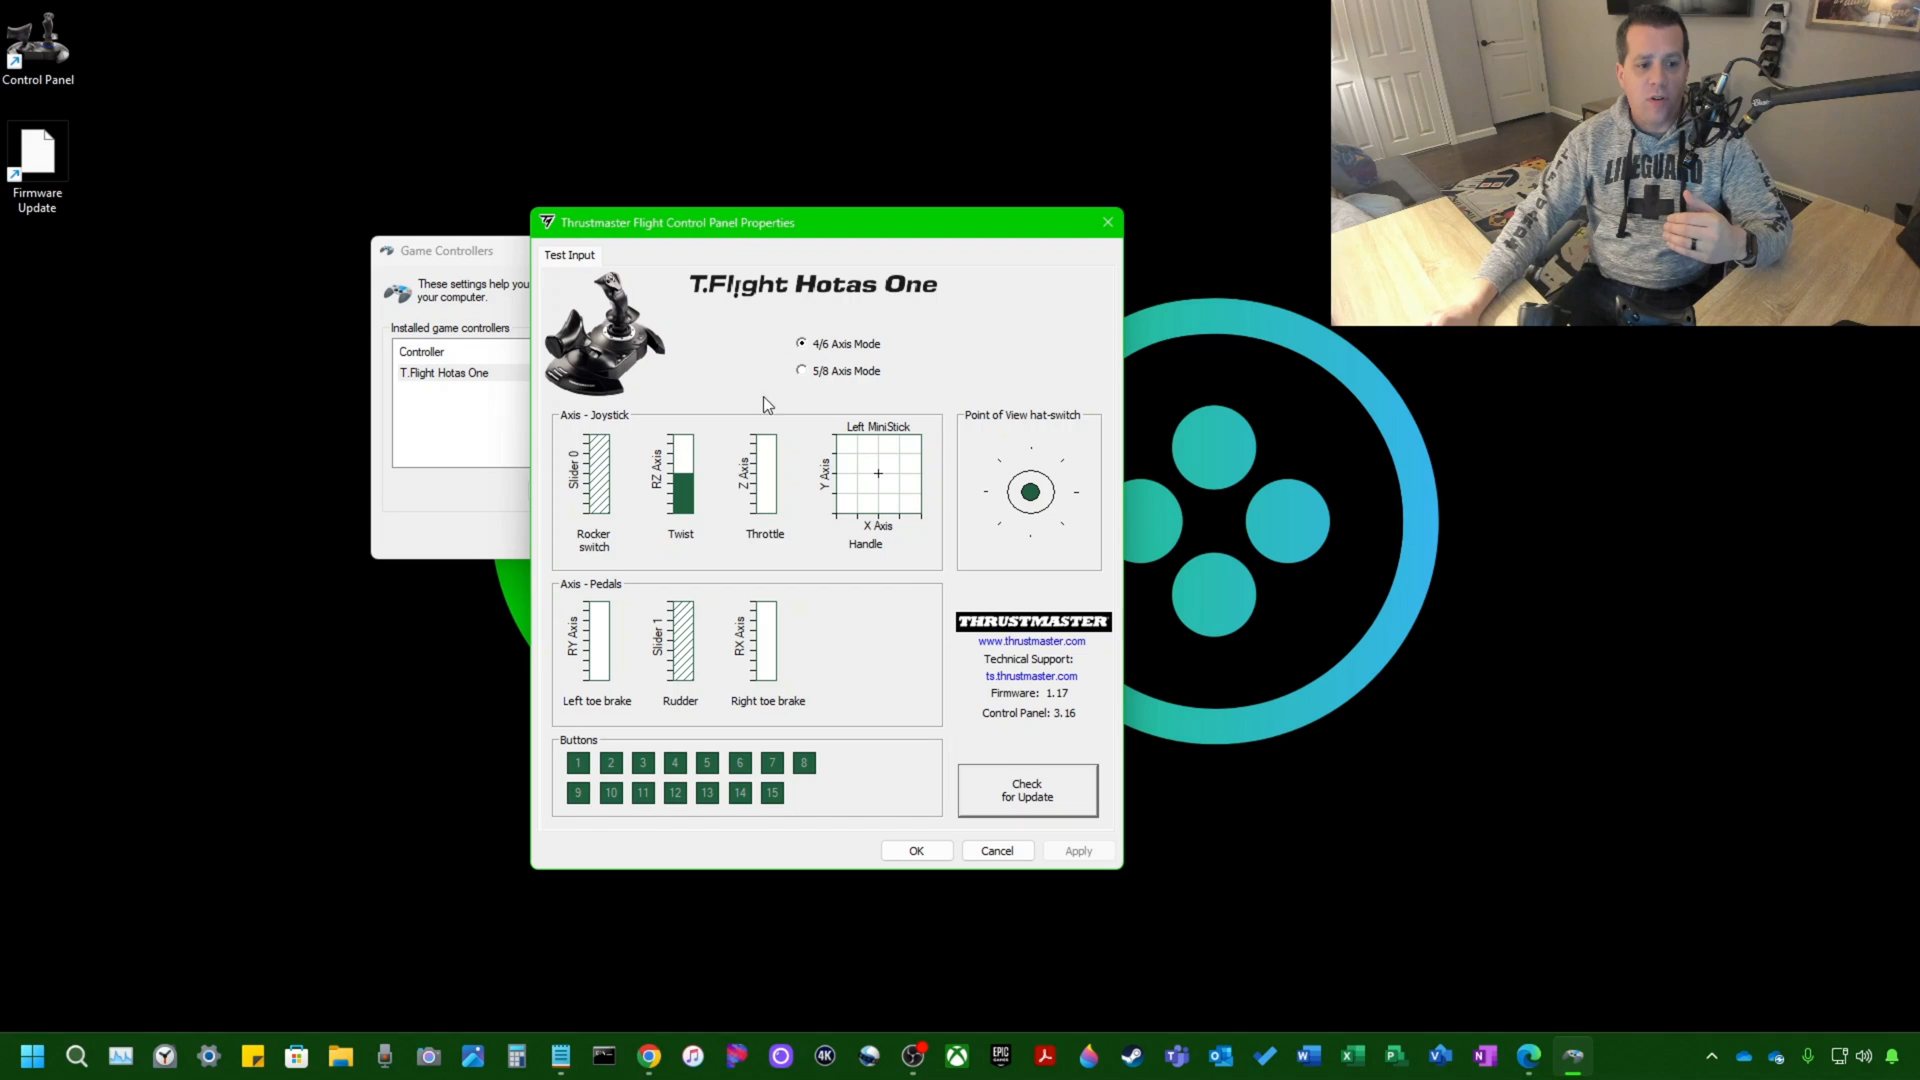 Control Panel
Firmware
Update
Game Controllers
These settings help you
your computer.
Installed game controllers
Controller
T.Flight Hotas One
Thrustmaster Flight Control Panel Properties
Test Input
T.Flight Hotas One
4/6 Axis Mode
5/8 Axis Mode
Axis - Joystick
Slider 0
Rocker
switch
RZ Axis
Twist
Z Axis
Throttle
Left MiniStick
Y Axis
X Axis
Handle
Point of View hat-switch
Axis - Pedals
RY Axis
Left toe brake
Slider 1
Rudder
RX Axis
Right toe brake
THRUSTMASTER
www.thrustmaster.com
Technical Support:
ts.thrustmaster.com
Firmware: 1.17
Control Panel: 3.16
Buttons
1 2 3 4 5 6 7 8
9 10 11 12 13 14 15
Check
for Update
OK
Cancel
Apply
LIFEGUARD
4K
EPIC
GAMES